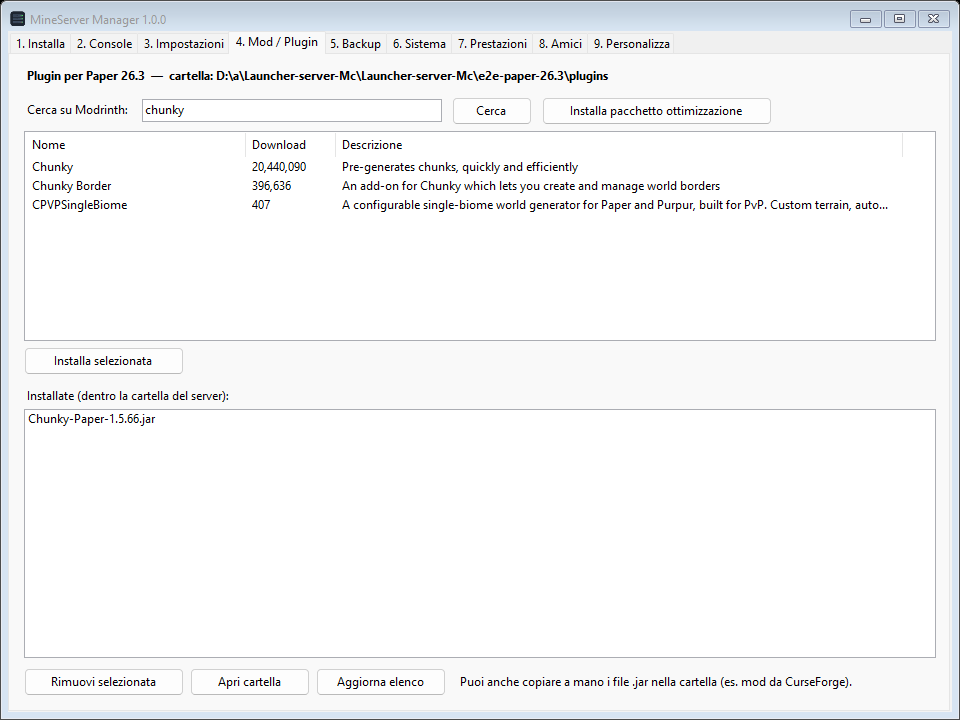 MineServer Manager 1.0.0
1. Installa 2. Console 3. Impostazioni 4. Mod / Plugin 5. Backup 6. Sistema 7. Prestazioni 8. Amici 9. Personalizza
Plugin per Paper 26.3 — cartella: D:\a\Launcher-server-Mc\Launcher-server-Mc\e2e-paper-26.3\plugins
Cerca su Modrinth: chunky Cerca Installa pacchetto ottimizzazione
Nome Download Descrizione
Chunky 20,440,090 Pre-generates chunks, quickly and efficiently
Chunky Border 396,636 An add-on for Chunky which lets you create and manage world borders
CPVPSingleBiome 407 A configurable single-biome world generator for Paper and Purpur, built for PvP. Custom terrain, auto...
Installa selezionata
Installate (dentro la cartella del server):
Chunky-Paper-1.5.66.jar
Rimuovi selezionata Apri cartella Aggiorna elenco Puoi anche copiare a mano i file .jar nella cartella (es. mod da CurseForge).